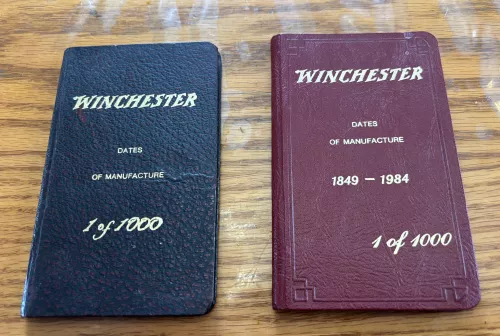 WINCHESTER
DATES
OF MANUFACTURE
1 of 1000
WINCHESTER
DATES
OF MANUFACTURE
1849 – 1984
1 of 1000